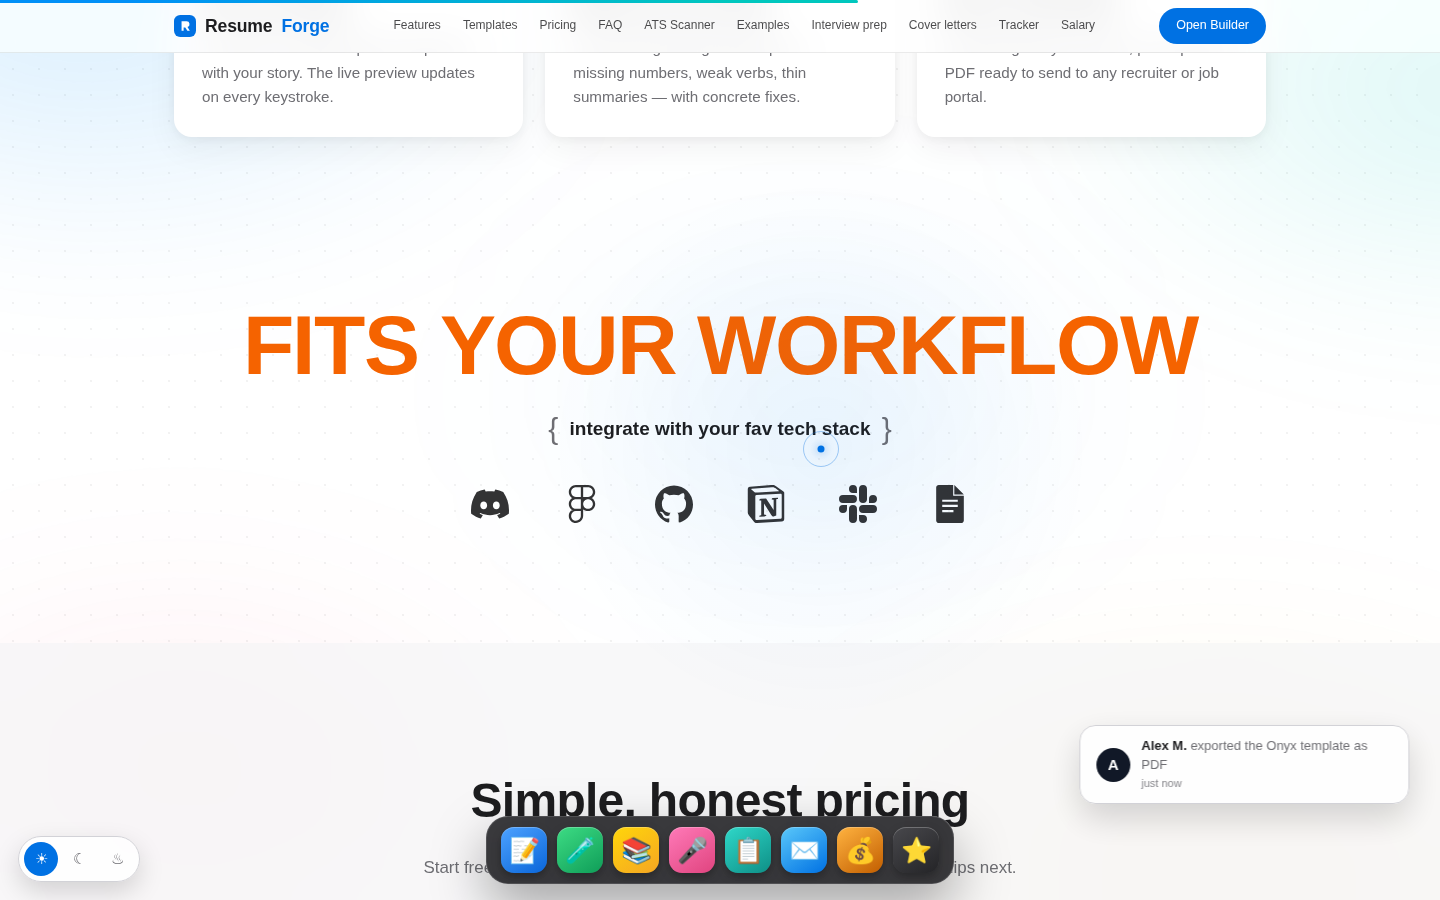 Resume Forge
Features Templates Pricing FAQ ATS Scanner Examples Interview prep Cover letters Tracker Salary
Open Builder
with your story. The live preview updates
on every keystroke.
missing numbers, weak verbs, thin
summaries — with concrete fixes.
PDF ready to send to any recruiter or job
portal.
FITS YOUR WORKFLOW
{ integrate with your fav tech stack }
N
A
Alex M. exported the Onyx template as
PDF
just now
Simple, honest pricing
Start free
ips next.